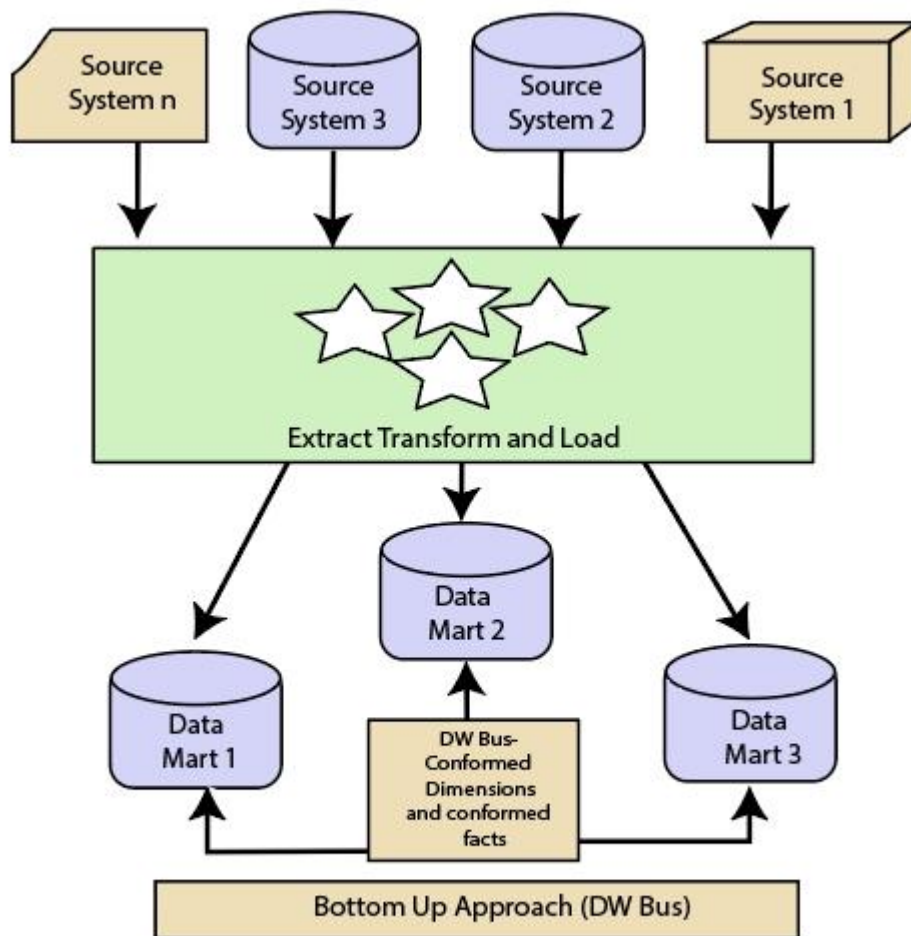 Source
System n
Source
System 3
Source
System 2
Source
System 1
Extract Transform and Load
Data
Mart 2
Data
Mart 1
Data
Mart 3
DW Bus-
Conformed
Dimensions
and conformed
facts
Bottom Up Approach (DW Bus)